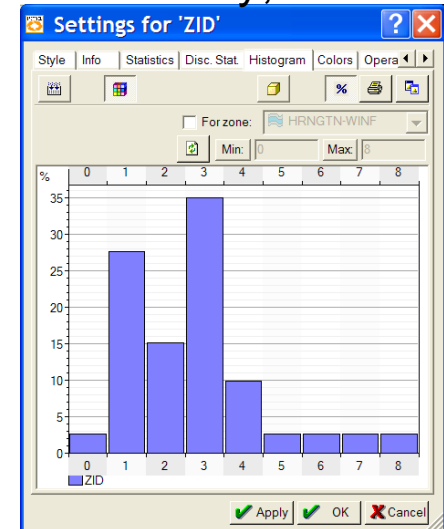 Settings for 'ZID'
Style Info Statistics Disc. Stat. Histogram Colors Opera
%
For zone: HRNGTN-WINF
Min: 0 Max: 8
% 0 1 2 3 4 5 6 7 8
35
30
25
20
15
10
5
0
0 1 2 3 4 5 6 7 8
ZID
Apply OK Cancel